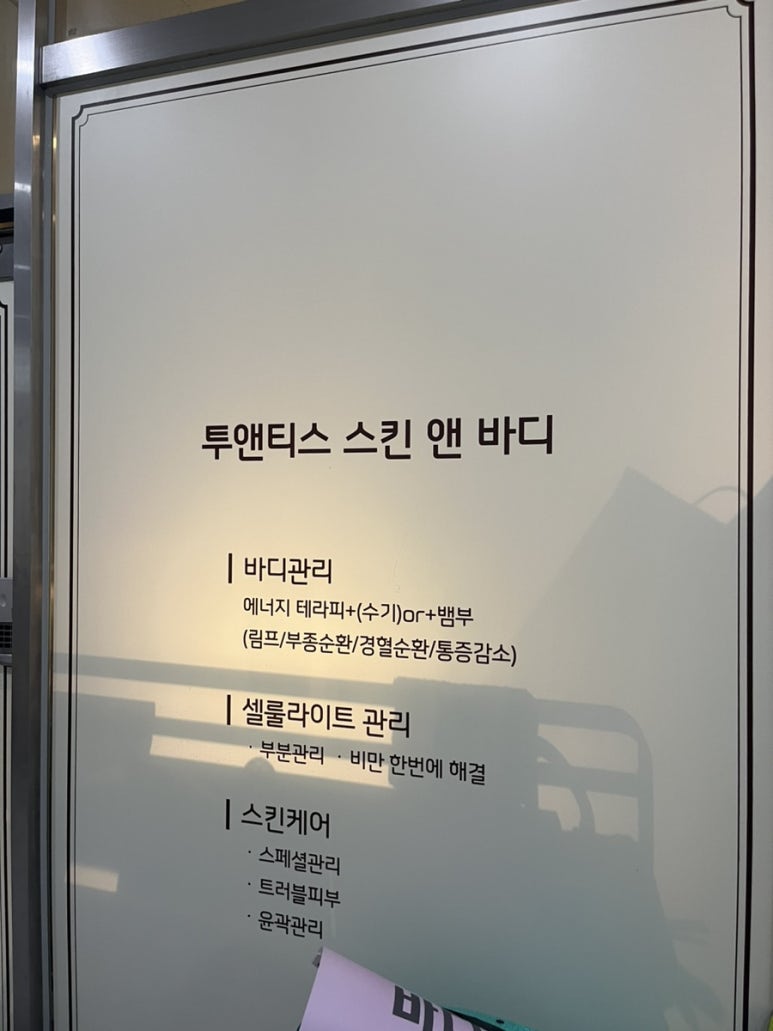 투앤티스 스킨 앤 바디
바디관리
에너지 테라피+(수기)or+뱀부
(림프/부종순환/경혈순환/통증감소)
셀룰라이트 관리
· 부분관리 · 비만 한번에 해결
스킨케어
· 스페셜관리
· 트러블피부
· 윤곽관리